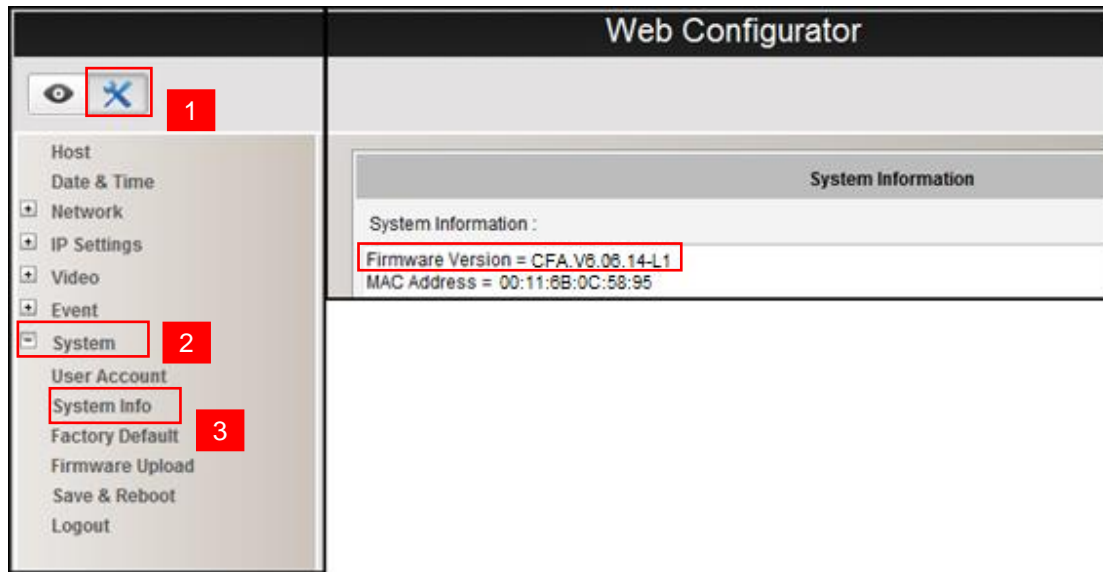 Web Configurator
1
Host
Date & Time
Network
IP Settings
Video
Event
System
2
User Account
System Info
3
Factory Default
Firmware Upload
Save & Reboot
Logout
System Information
System Information :
Firmware Version = CFA.V6.06.14-L1
MAC Address = 00:11:6B:0C:58:95